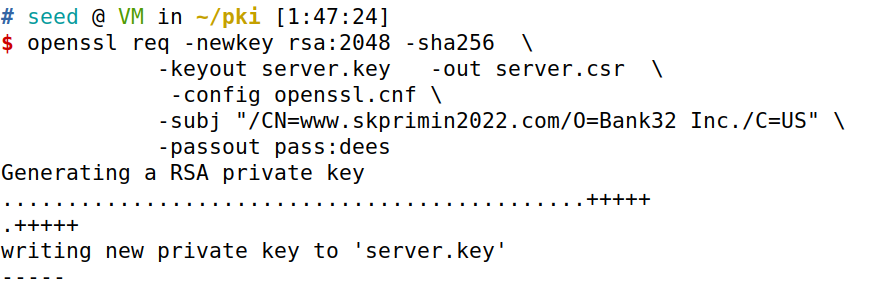 # seed @ VM in ~/pki [1:47:24]
$ openssl req -newkey rsa:2048 -sha256  \
            -keyout server.key   -out server.csr  \
             -config openssl.cnf \
            -subj "/CN=www.skprimin2022.com/O=Bank32 Inc./C=US" \
            -passout pass:dees
Generating a RSA private key
.............................................+++++
.+++++
writing new private key to 'server.key'
-----